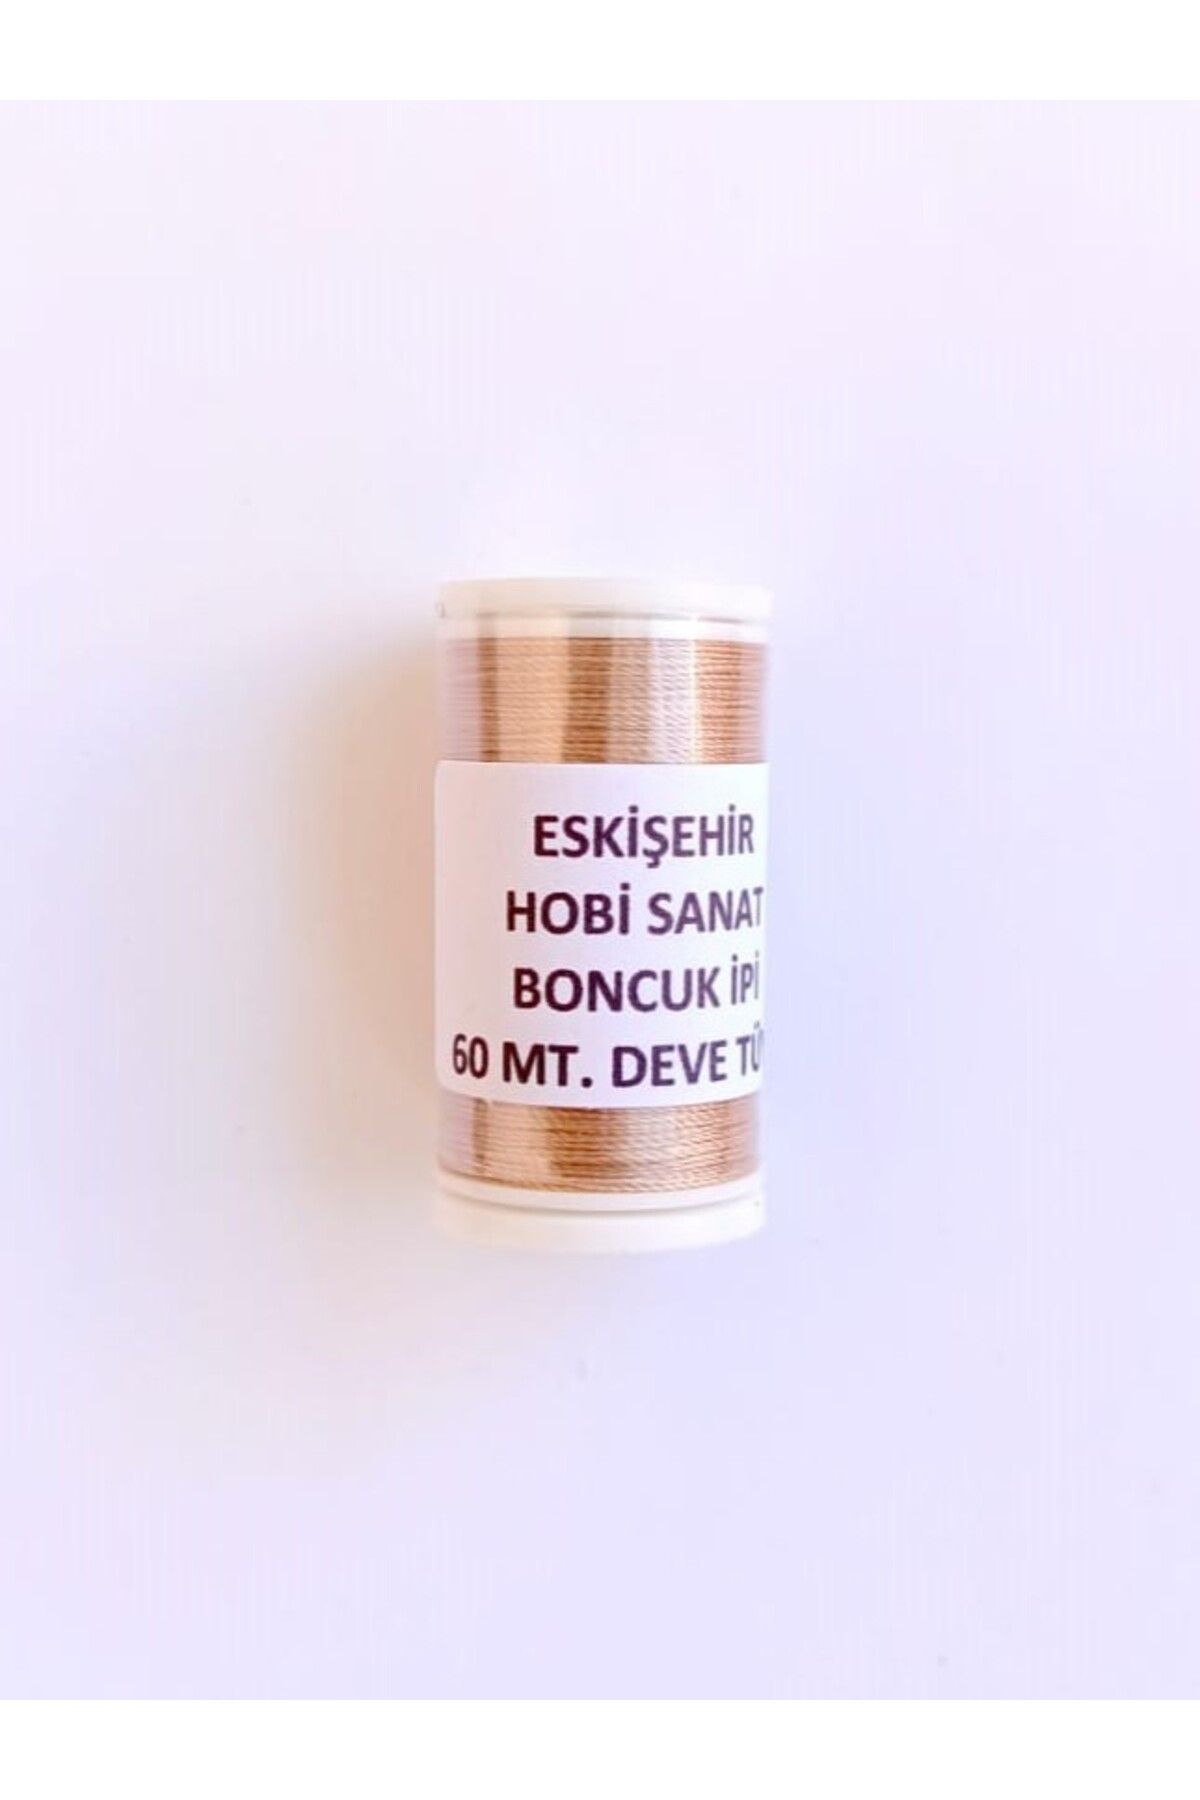 ESKİŞEHİR
HOBİ SANAT
BONCUK İPİ
60 MT. DEVE